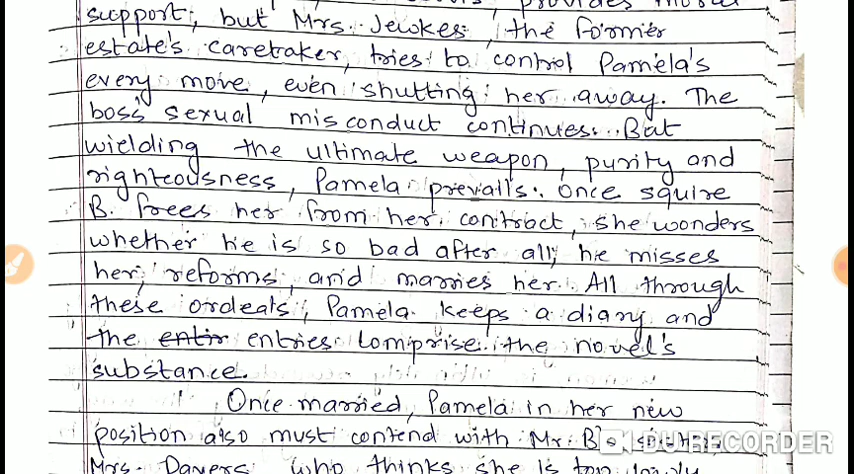 provides moral
support, but Mrs. Jewkes, the former
estate's caretaker, tries to control Pamela's
every move, even shutting her away. The
boss' sexual misconduct continues. But
wielding the ultimate weapon, purity and
righteousness, Pamela prevails. Once squire
B. frees her from her contract, she wonders
whether he is so bad after all, he misses
her, reforms, and marries her. All through
these ordeals, Pamela keeps a diary and
the entir entries Comprise the novel's
substance.
Once married, Pamela in her new
position also must contend with Mr. B's
DU RECORDER
Mrs. Davers, who thinks she is too lowly